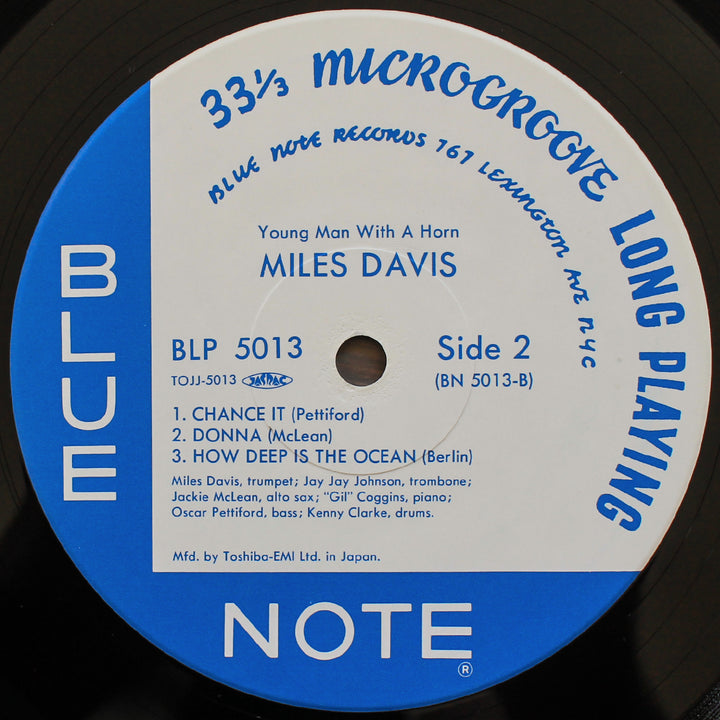 33⅓ MICROGROOVE LONG PLAYING
BLUE NOTE RECORDS 767 LEXINGTON AVE NYC
Young Man With A Horn
MILES DAVIS
BLP 5013
Side 2
TOJJ-5013 JASRAC
(BN 5013-B)
1. CHANCE IT (Pettiford)
2. DONNA (McLean)
3. HOW DEEP IS THE OCEAN (Berlin)
Miles Davis, trumpet; Jay Jay Johnson, trombone;
Jackie McLean, alto sax; “Gil” Coggins, piano;
Oscar Pettiford, bass; Kenny Clarke, drums.
Mfd. by Toshiba-EMI Ltd. in Japan.
BLUE
NOTE ®